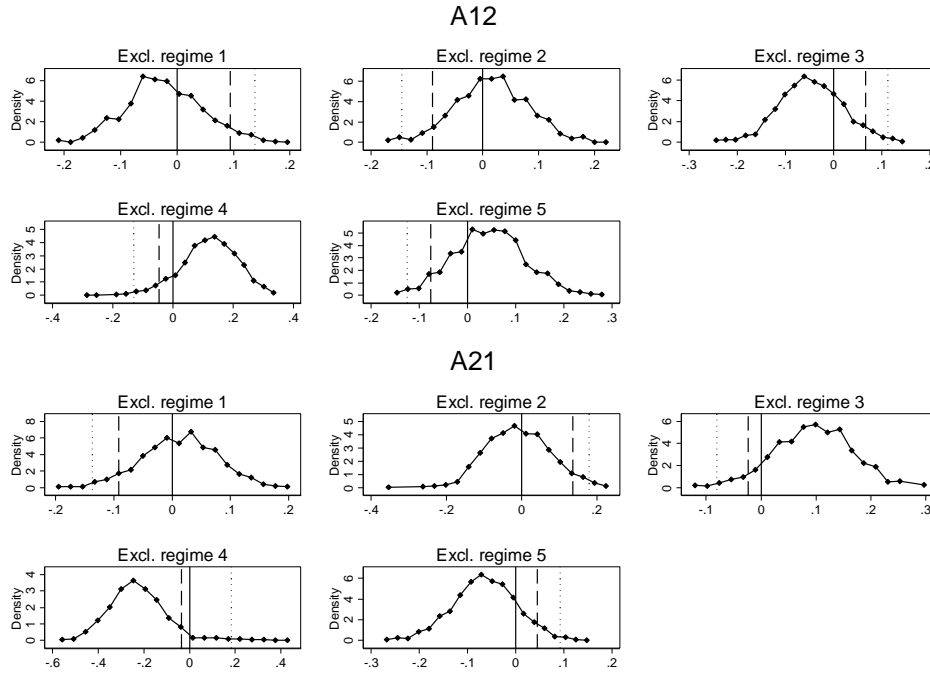 A12
Excl. regime 1
Excl. regime 2
Excl. regime 3
Density
0 2 4 6
-.2 -.1 0 .1 .2
Density
0 2 4 6
-.2 -.1 0 .1 .2
Density
0 2 4 6
-.3 -.2 -.1 0 .1 .2
Excl. regime 4
Excl. regime 5
Density
0 1 2 3 4 5
-.4 -.2 0 .2 .4
Density
0 1 2 3 4 5
-.2 -.1 0 .1 .2 .3
A21
Excl. regime 1
Excl. regime 2
Excl. regime 3
Density
0 2 4 6 8
-.2 -.1 0 .1 .2
Density
0 1 2 3 4 5
-.4 -.2 0 .2
Density
0 2 4 6
-.1 0 .1 .2 .3
Excl. regime 4
Excl. regime 5
Density
0 1 2 3 4
-.6 -.4 -.2 0 .2 .4
Density
0 2 4 6
-.3 -.2 -.1 0 .1 .2